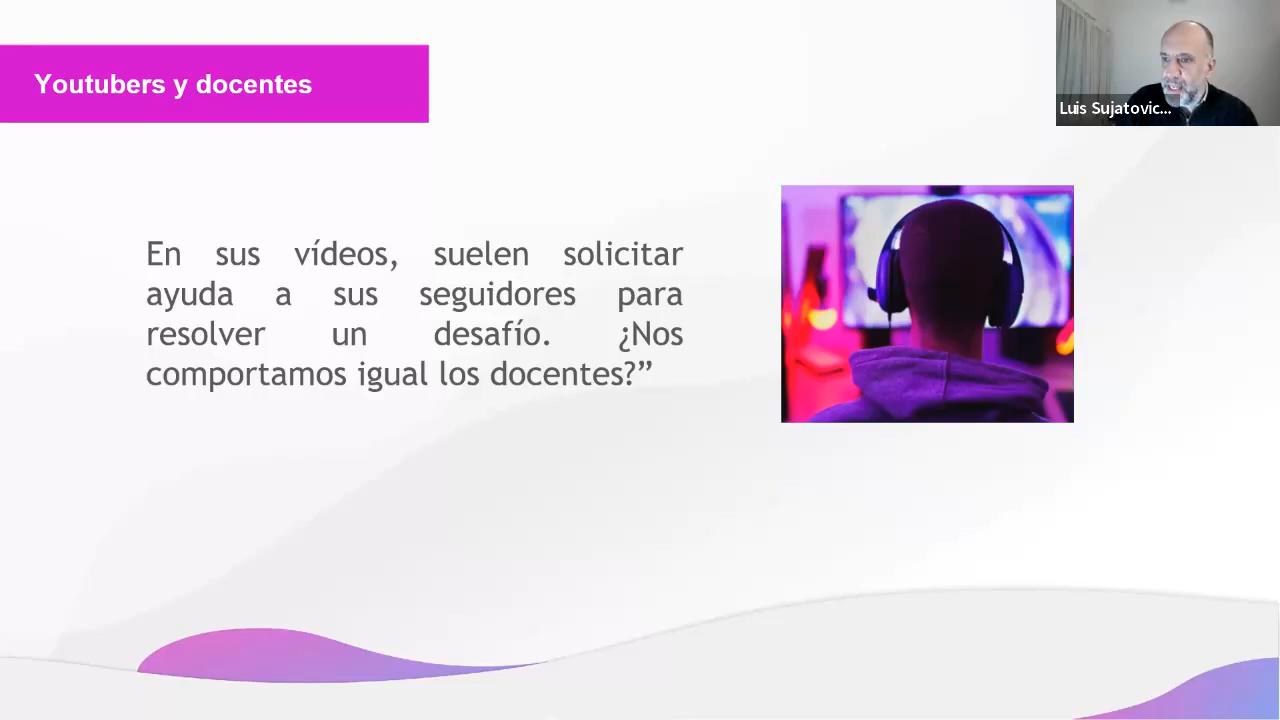 Youtubers y docentes
Luis Sujatovic...
En sus vídeos, suelen solicitar
ayuda a sus seguidores para
resolver un desafío. ¿Nos
comportamos igual los docentes?”